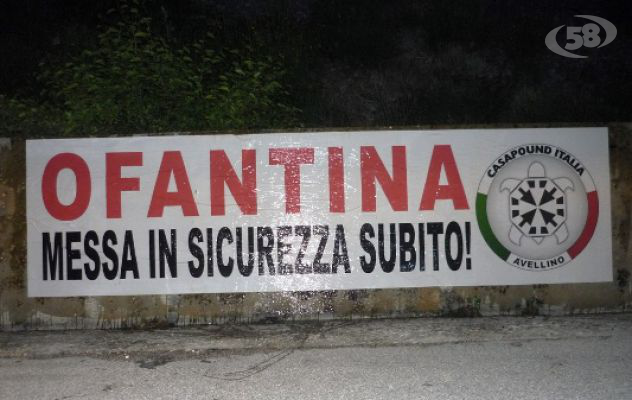 58
OFANTINA
MESSA IN SICUREZZA SUBITO!
CASAPOUND ITALIA
AVELLINO